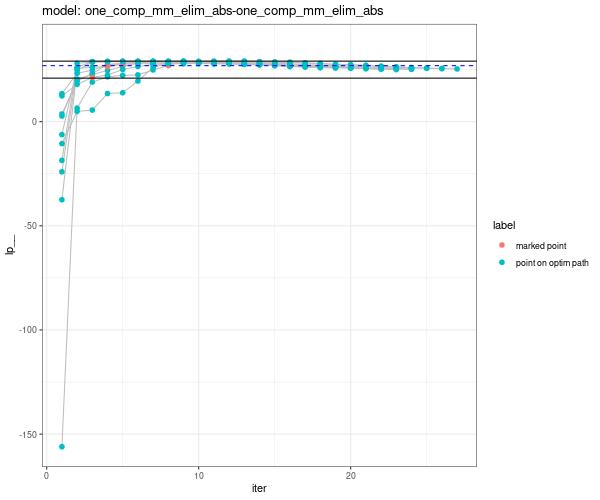 model: one_comp_mm_elim_abs-one_comp_mm_elim_abs
lp__
0
-50
-100
-150
0
10
20
iter
label
marked point
point on optim path